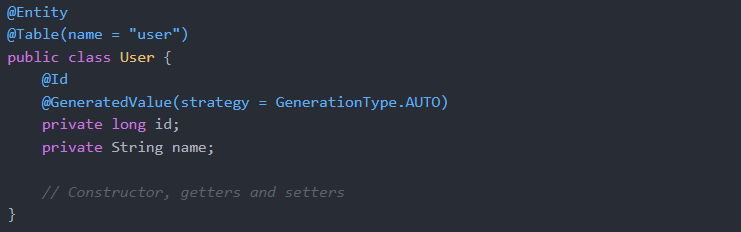 @Entity
@Table(name = "user")
public class User {
    @Id
    @GeneratedValue(strategy = GenerationType.AUTO)
    private long id;
    private String name;

    // Constructor, getters and setters
}